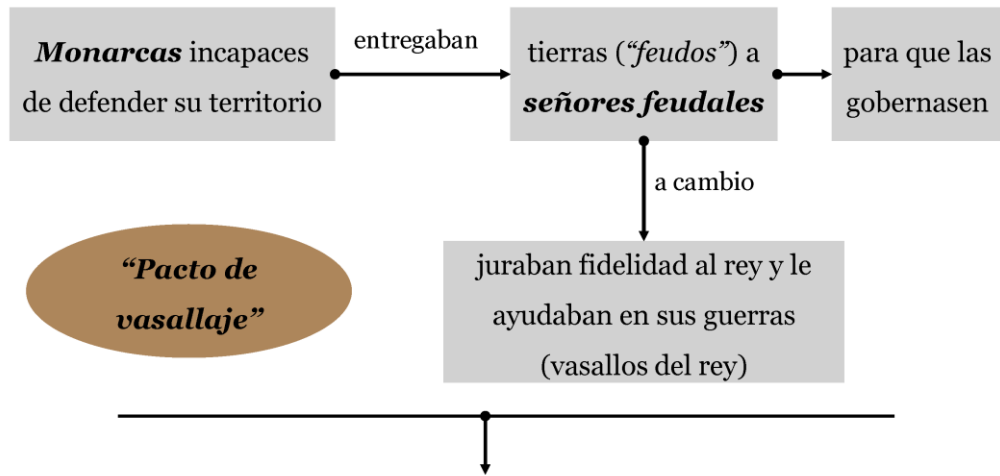 Monarcas incapaces
de defender su territorio
entregaban
tierras (“feudos”) a
señores feudales
para que las
gobernasen
a cambio
juraban fidelidad al rey y le
ayudaban en sus guerras
(vasallos del rey)
“Pacto de
vasallaje”